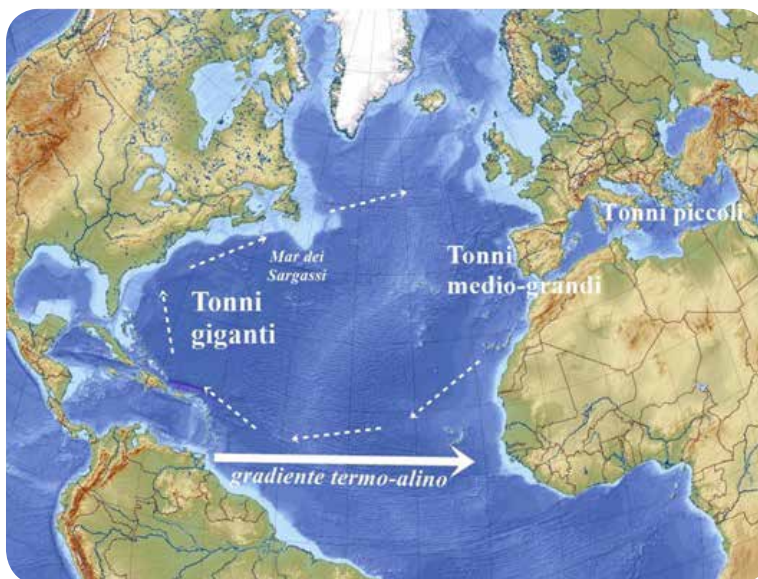 Tonni piccoli
Mar dei
Sargassi
Tonni
medio-grandi
Tonni
giganti
gradiente termo-alino